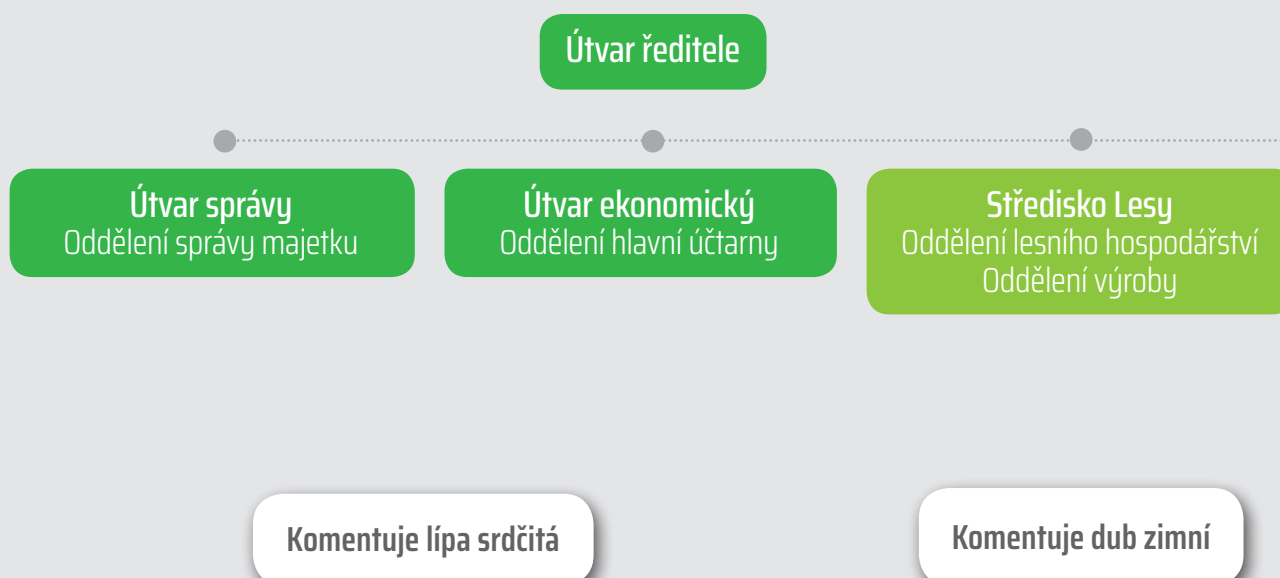 Útvar ředitele
Útvar správy
Oddělení správy majetku
Útvar ekonomický
Oddělení hlavní účtarny
Středisko Lesy
Oddělení lesního hospodářství
Oddělení výroby
Komentuje lípa srdčitá
Komentuje dub zimní